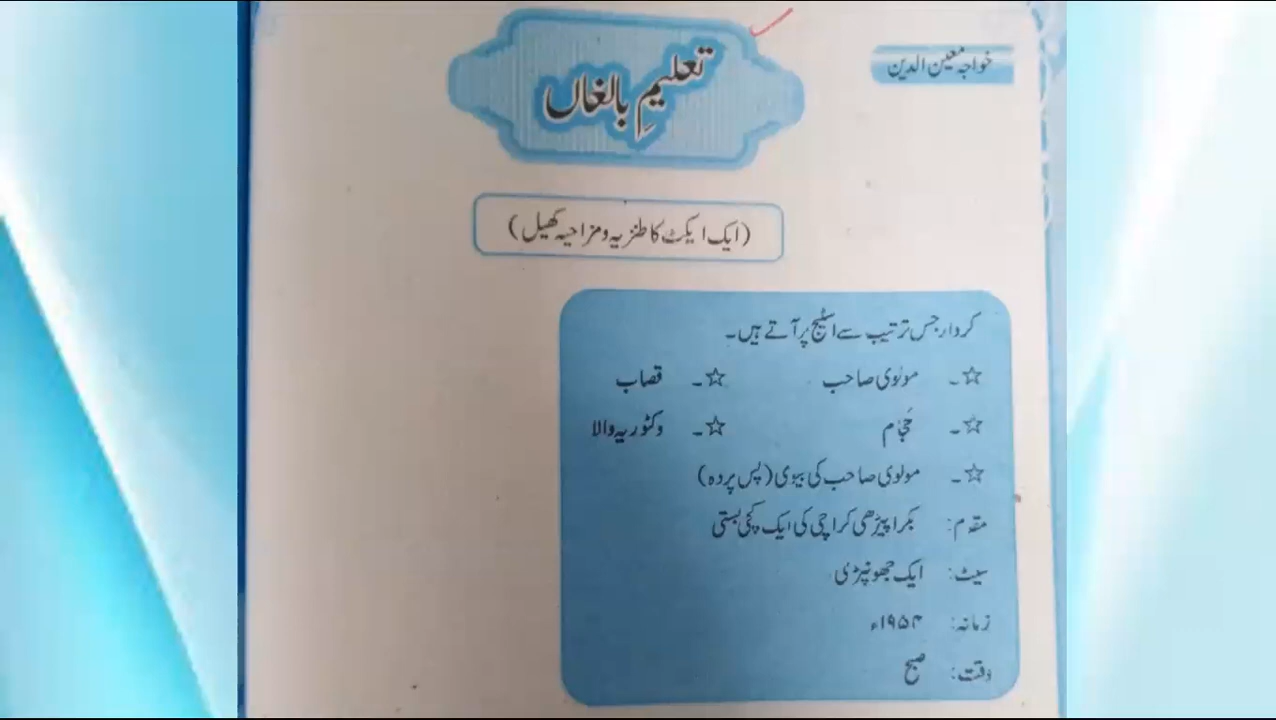 خواجہ معین الدین
تعلیمِ بالغاں
(ایک ایکٹ کا طنزیہ و مزاحیہ کھیل)
کردار جس ترتیب سے اسٹیج پر آتے ہیں۔
☆۔ مولوی صاحب ☆۔ قصاب
☆۔ حجّام ☆۔ وکٹوریہ والا
☆۔ مولوی صاحب کی بیوی (پس پردہ)
مقام: بکرا پیڑھی کراچی کی ایک کچی بستی
سیٹ: ایک جھونپڑی
زمانہ: ۱۹۵۴ء
وقت: صبح